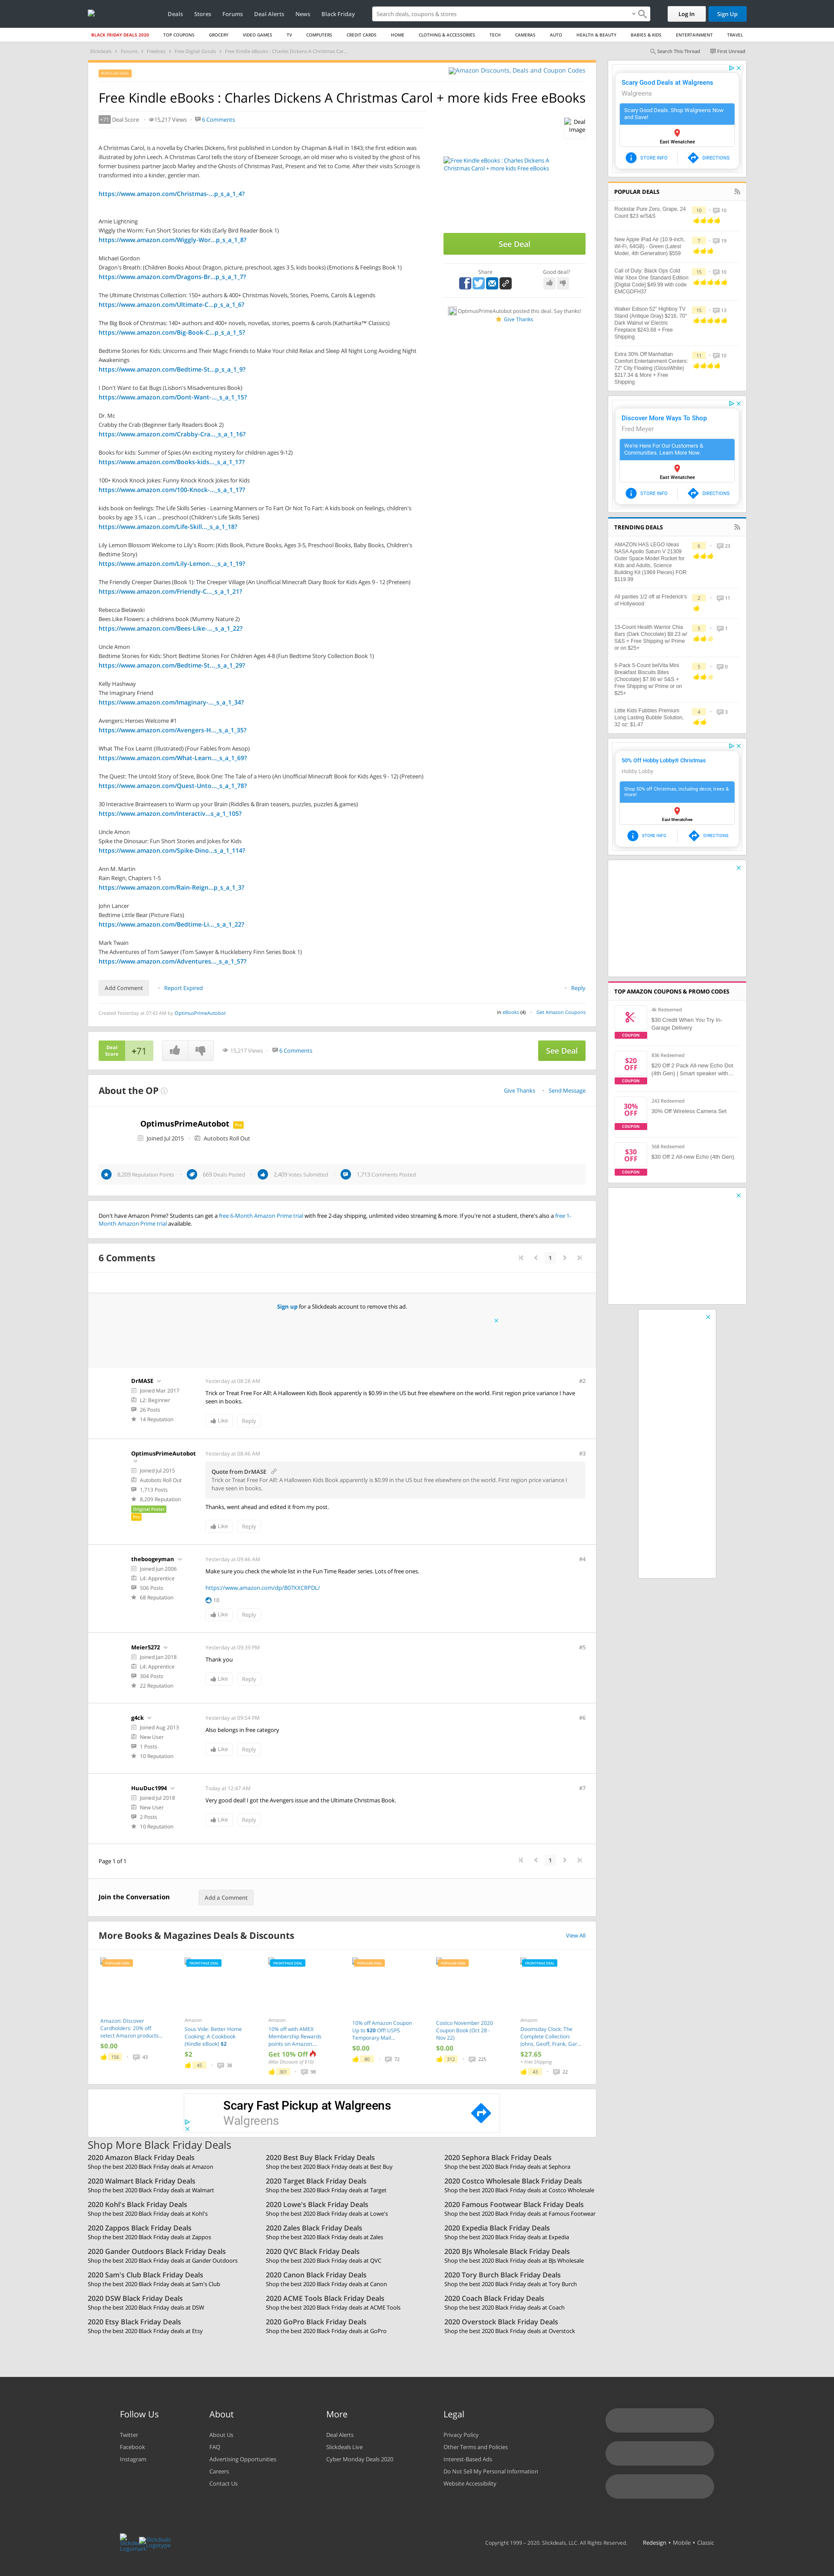 Deals Stores Forums Deal Alerts News Black Friday
Search deals, coupons & stores
Log In Sign Up
BLACK FRIDAY DEALS 2020 TOP COUPONS GROCERY VIDEO GAMES TV COMPUTERS CREDIT CARDS HOME CLOTHING & ACCESSORIES TECH CAMERAS AUTO HEALTH & BEAUTY BABIES & KIDS ENTERTAINMENT TRAVEL
Slickdeals Forums Freebies Free Digital Goods Free Kindle eBooks : Charles Dickens A Christmas Car...
Search This Thread First Unread
POPULAR DEAL
Amazon Discounts, Deals and Coupon Codes
Free Kindle eBooks : Charles Dickens A Christmas Carol + more kids Free eBooks
+71 Deal Score 15,217 Views 6 Comments
Deal Image
A Christmas Carol, is a novella by Charles Dickens, first published in London by Chapman & Hall in 1843; the first edition was
illustrated by John Leech. A Christmas Carol tells the story of Ebenezer Scrooge, an old miser who is visited by the ghost of his former
business partner Jacob Marley and the Ghosts of Christmas Past, Present and Yet to Come. After their visits Scrooge is
transformed into a kinder, gentler man.
https://www.amazon.com/Christmas-...p_s_a_1_4?
Arnie Lightning
Wiggly the Worm: Fun Short Stories for Kids (Early Bird Reader Book 1)
https://www.amazon.com/Wiggly-Wor...p_s_a_1_8?
Michael Gordon
Dragon's Breath: (Children Books About Dragon, picture, preschool, ages 3 5, kids books) (Emotions & Feelings Book 1)
https://www.amazon.com/Dragons-Br...p_s_a_1_7?
The Ultimate Christmas Collection: 150+ authors & 400+ Christmas Novels, Stories, Poems, Carols & Legends
https://www.amazon.com/Ultimate-C...p_s_a_1_6?
The Big Book of Christmas: 140+ authors and 400+ novels, novellas, stories, poems & carols (Kathartika™ Classics)
https://www.amazon.com/Big-Book-C...p_s_a_1_5?
Bedtime Stories for Kids: Unicorns and Their Magic Friends to Make Your Child Relax and Sleep All Night Long Avoiding Night
Awakenings
https://www.amazon.com/Bedtime-St...p_s_a_1_9?
I Don't Want to Eat Bugs (Lisbon's Misadventures Book)
https://www.amazon.com/Dont-Want-..._s_a_1_15?
Dr. Mc
Crabby the Crab (Beginner Early Readers Book 2)
https://www.amazon.com/Crabby-Cra..._s_a_1_16?
Books for kids: Summer of Spies (An exciting mystery for children ages 9-12)
https://www.amazon.com/Books-kids..._s_a_1_17?
100+ Knock Knock Jokes: Funny Knock Knock Jokes for Kids
https://www.amazon.com/100-Knock-..._s_a_1_17?
kids book on feelings: The Life Skills Series - Learning Manners or To Fart Or Not To Fart: A kids book on feelings, children's
books by age 3 5, i can ... preschool (Children's Life Skills Series)
https://www.amazon.com/Life-Skill..._s_a_1_18?
Lily Lemon Blossom Welcome to Lily's Room: (Kids Book, Picture Books, Ages 3-5, Preschool Books, Baby Books, Children's
Bedtime Story)
https://www.amazon.com/Lily-Lemon..._s_a_1_19?
The Friendly Creeper Diaries (Book 1): The Creeper Village (An Unofficial Minecraft Diary Book for Kids Ages 9 - 12 (Preteen)
https://www.amazon.com/Friendly-C..._s_a_1_21?
Rebecca Bielawski
Bees Like Flowers: a childrens book (Mummy Nature 2)
https://www.amazon.com/Bees-Like-..._s_a_1_22?
Uncle Amon
Bedtime Stories for Kids: Short Bedtime Stories For Children Ages 4-8 (Fun Bedtime Story Collection Book 1)
https://www.amazon.com/Bedtime-St..._s_a_1_29?
Kelly Hashway
The Imaginary Friend
https://www.amazon.com/Imaginary-..._s_a_1_34?
Avengers: Heroes Welcome #1
https://www.amazon.com/Avengers-H..._s_a_1_35?
What The Fox Learnt (Illustrated) (Four Fables from Aesop)
https://www.amazon.com/What-Learn..._s_a_1_69?
The Quest: The Untold Story of Steve, Book One: The Tale of a Hero (An Unofficial Minecraft Book for Kids Ages 9 - 12) (Preteen)
https://www.amazon.com/Quest-Unto..._s_a_1_78?
30 Interactive Brainteasers to Warm up your Brain (Riddles & Brain teasers, puzzles, puzzles & games)
https://www.amazon.com/Interactiv...s_a_1_105?
Uncle Amon
Spike the Dinosaur: Fun Short Stories and Jokes for Kids
https://www.amazon.com/Spike-Dino...s_a_1_114?
Ann M. Martin
Rain Reign, Chapters 1-5
https://www.amazon.com/Rain-Reign...p_s_a_1_3?
John Lancer
Bedtime Little Bear (Picture Flats)
https://www.amazon.com/Bedtime-Li..._s_a_1_22?
Mark Twain
The Adventures of Tom Sawyer (Tom Sawyer & Huckleberry Finn Series Book 1)
https://www.amazon.com/Adventures..._s_a_1_57?
Free Kindle eBooks : Charles Dickens A
Christmas Carol + more kids Free eBooks
See Deal
Share Good deal?
OptimusPrimeAutobot posted this deal. Say thanks!
Give Thanks
Add Comment Report Expired Reply
Created Yesterday at 07:43 AM by OptimusPrimeAutobot
in eBooks (4) Get Amazon Coupons
Deal Score +71 15,217 Views 6 Comments See Deal
About the OP
Give Thanks Send Message
OptimusPrimeAutobot Pro
Joined Jul 2015 Autobots Roll Out
8,209 Reputation Points 669 Deals Posted 2,409 Votes Submitted 1,713 Comments Posted
Don't have Amazon Prime? Students can get a free 6-Month Amazon Prime trial with free 2-day shipping, unlimited video streaming & more. If you're not a student, there's also a free 1-
Month Amazon Prime trial available.
6 Comments
1
Sign up for a Slickdeals account to remove this ad.
DrMASE
Joined Mar 2017
L2: Beginner
26 Posts
14 Reputation
Yesterday at 08:28 AM #2
Trick or Treat Free For All!: A Halloween Kids Book apparently is $0.99 in the US but free elsewhere on the world. First region price variance I have
seen in books.
Like Reply
OptimusPrimeAutobot
Joined Jul 2015
Autobots Roll Out
1,713 Posts
8,209 Reputation
Original Poster
Pro
Yesterday at 08:46 AM #3
Quote from DrMASE
Trick or Treat Free For All!: A Halloween Kids Book apparently is $0.99 in the US but free elsewhere on the world. First region price variance I
have seen in books.
Thanks, went ahead and edited it from my post.
Like Reply
theboogeyman
Joined Jun 2006
L4: Apprentice
506 Posts
68 Reputation
Yesterday at 09:46 AM #4
Make sure you check the whole list in the Fun Time Reader series. Lots of free ones.
https://www.amazon.com/dp/B07XXCRPDL/
10
Like Reply
Meier5272
Joined Jan 2018
L4: Apprentice
304 Posts
22 Reputation
Yesterday at 09:39 PM #5
Thank you
Like Reply
g4ck
Joined Aug 2013
New User
1 Posts
10 Reputation
Yesterday at 09:54 PM #6
Also belongs in free category
Like Reply
HuuDuc1994
Joined Jul 2018
New User
2 Posts
10 Reputation
Today at 12:47 AM #7
Very good deal! I got the Avengers issue and the Ultimate Christmas Book.
Like Reply
Page 1 of 1
1
Join the Conversation Add a Comment
More Books & Magazines Deals & Discounts
View All
POPULAR DEAL
Amazon: Discover
Cardholders: 20% off
select Amazon products...
$0.00
156 43
FRONTPAGE DEAL
Amazon
Sous Vide: Better Home
Cooking: A Cookbook
(Kindle eBook) $2
$2
45 38
FRONTPAGE DEAL
Amazon
10% off with AMEX
Membership Rewards
points on Amazon....
Get 10% Off
(Max Discount of $10)
301 98
POPULAR DEAL
10% off Amazon Coupon
Up to $20 Off! USPS
Temporary Mail...
$0.00
80 72
POPULAR DEAL
Costco November 2020
Coupon Book (Oct 28 -
Nov 22)
$0.00
312 225
FRONTPAGE DEAL
Amazon
Doomsday Clock: The
Complete Collection:
Johns, Geoff, Frank, Gar...
$27.65
+ Free Shipping
43 22
Scary Fast Pickup at Walgreens
Walgreens
Shop More Black Friday Deals
2020 Amazon Black Friday Deals
Shop the best 2020 Black Friday deals at Amazon
2020 Best Buy Black Friday Deals
Shop the best 2020 Black Friday deals at Best Buy
2020 Sephora Black Friday Deals
Shop the best 2020 Black Friday deals at Sephora
2020 Walmart Black Friday Deals
Shop the best 2020 Black Friday deals at Walmart
2020 Target Black Friday Deals
Shop the best 2020 Black Friday deals at Target
2020 Costco Wholesale Black Friday Deals
Shop the best 2020 Black Friday deals at Costco Wholesale
2020 Kohl's Black Friday Deals
Shop the best 2020 Black Friday deals at Kohl's
2020 Lowe's Black Friday Deals
Shop the best 2020 Black Friday deals at Lowe's
2020 Famous Footwear Black Friday Deals
Shop the best 2020 Black Friday deals at Famous Footwear
2020 Zappos Black Friday Deals
Shop the best 2020 Black Friday deals at Zappos
2020 Zales Black Friday Deals
Shop the best 2020 Black Friday deals at Zales
2020 Expedia Black Friday Deals
Shop the best 2020 Black Friday deals at Expedia
2020 Gander Outdoors Black Friday Deals
Shop the best 2020 Black Friday deals at Gander Outdoors
2020 QVC Black Friday Deals
Shop the best 2020 Black Friday deals at QVC
2020 BJs Wholesale Black Friday Deals
Shop the best 2020 Black Friday deals at BJs Wholesale
2020 Sam's Club Black Friday Deals
Shop the best 2020 Black Friday deals at Sam's Club
2020 Canon Black Friday Deals
Shop the best 2020 Black Friday deals at Canon
2020 Tory Burch Black Friday Deals
Shop the best 2020 Black Friday deals at Tory Burch
2020 DSW Black Friday Deals
Shop the best 2020 Black Friday deals at DSW
2020 ACME Tools Black Friday Deals
Shop the best 2020 Black Friday deals at ACME Tools
2020 Coach Black Friday Deals
Shop the best 2020 Black Friday deals at Coach
2020 Etsy Black Friday Deals
Shop the best 2020 Black Friday deals at Etsy
2020 GoPro Black Friday Deals
Shop the best 2020 Black Friday deals at GoPro
2020 Overstock Black Friday Deals
Shop the best 2020 Black Friday deals at Overstock
Scary Good Deals at Walgreens
Walgreens
Scary Good Deals. Shop Walgreens Now
and Save!
East Wenatchee
STORE INFO DIRECTIONS
POPULAR DEALS
Rockstar Pure Zero, Grape, 24
Count $23 w/S&S
10 10
New Apple iPad Air (10.9-inch,
Wi-Fi, 64GB) - Green (Latest
Model, 4th Generation) $559
7 19
Call of Duty: Black Ops Cold
War Xbox One Standard Edition
[Digital Code] $49.99 with code
EMCGDFH37
15 10
Walker Edison 52" Highboy TV
Stand (Antique Gray) $218, 70"
Dark Walnut w/ Electric
Fireplace $243.68 + Free
Shipping
15 13
Extra 30% Off Manhattan
Comfort Entertainment Centers:
72" City Floating (GlossWhite)
$217.34 & More + Free
Shipping
11 10
Discover More Ways To Shop
Fred Meyer
We're Here For Our Customers &
Communities. Learn More Now.
East Wenatchee
STORE INFO DIRECTIONS
TRENDING DEALS
AMAZON HAS LEGO Ideas
NASA Apollo Saturn V 21309
Outer Space Model Rocket for
Kids and Adults, Science
Building Kit (1969 Pieces) FOR
$119.99
6 23
All panties 1/2 off at Frederick's
of Hollywood
2 11
15-Count Health Warrior Chia
Bars (Dark Chocolate) $8.23 w/
S&S + Free Shipping w/ Prime
or on $25+
5 1
6-Pack 5-Count belVita Mini
Breakfast Biscuits Bites
(Chocolate) $7.86 w/ S&S +
Free Shipping w/ Prime or on
$25+
5 0
Little Kids Fubbles Premium
Long Lasting Bubble Solution,
32 oz: $1.47
4 3
50% Off Hobby Lobby® Christmas
Hobby Lobby
Shop 50% off Christmas, including decor, trees &
more!
East Wenatchee
STORE INFO DIRECTIONS
TOP AMAZON COUPONS & PROMO CODES
COUPON
4k Redeemed
$30 Credit When You Try In-
Garage Delivery
$20 OFF
COUPON
836 Redeemed
$20 Off 2 Pack All-new Echo Dot
(4th Gen) | Smart speaker with...
30% OFF
COUPON
243 Redeemed
30% Off Wireless Camera Set
$30 OFF
COUPON
568 Redeemed
$30 Off 2 All-new Echo (4th Gen)
Follow Us
Twitter
Facebook
Instagram
About
About Us
FAQ
Advertising Opportunities
Careers
Contact Us
More
Deal Alerts
Slickdeals Live
Cyber Monday Deals 2020
Legal
Privacy Policy
Other Terms and Policies
Interest-Based Ads
Do Not Sell My Personal Information
Website Accessibility
Slickdeals Logomark
Slickdeals Logotype
Copyright 1999 – 2020. Slickdeals, LLC. All Rights Reserved. Redesign • Mobile • Classic